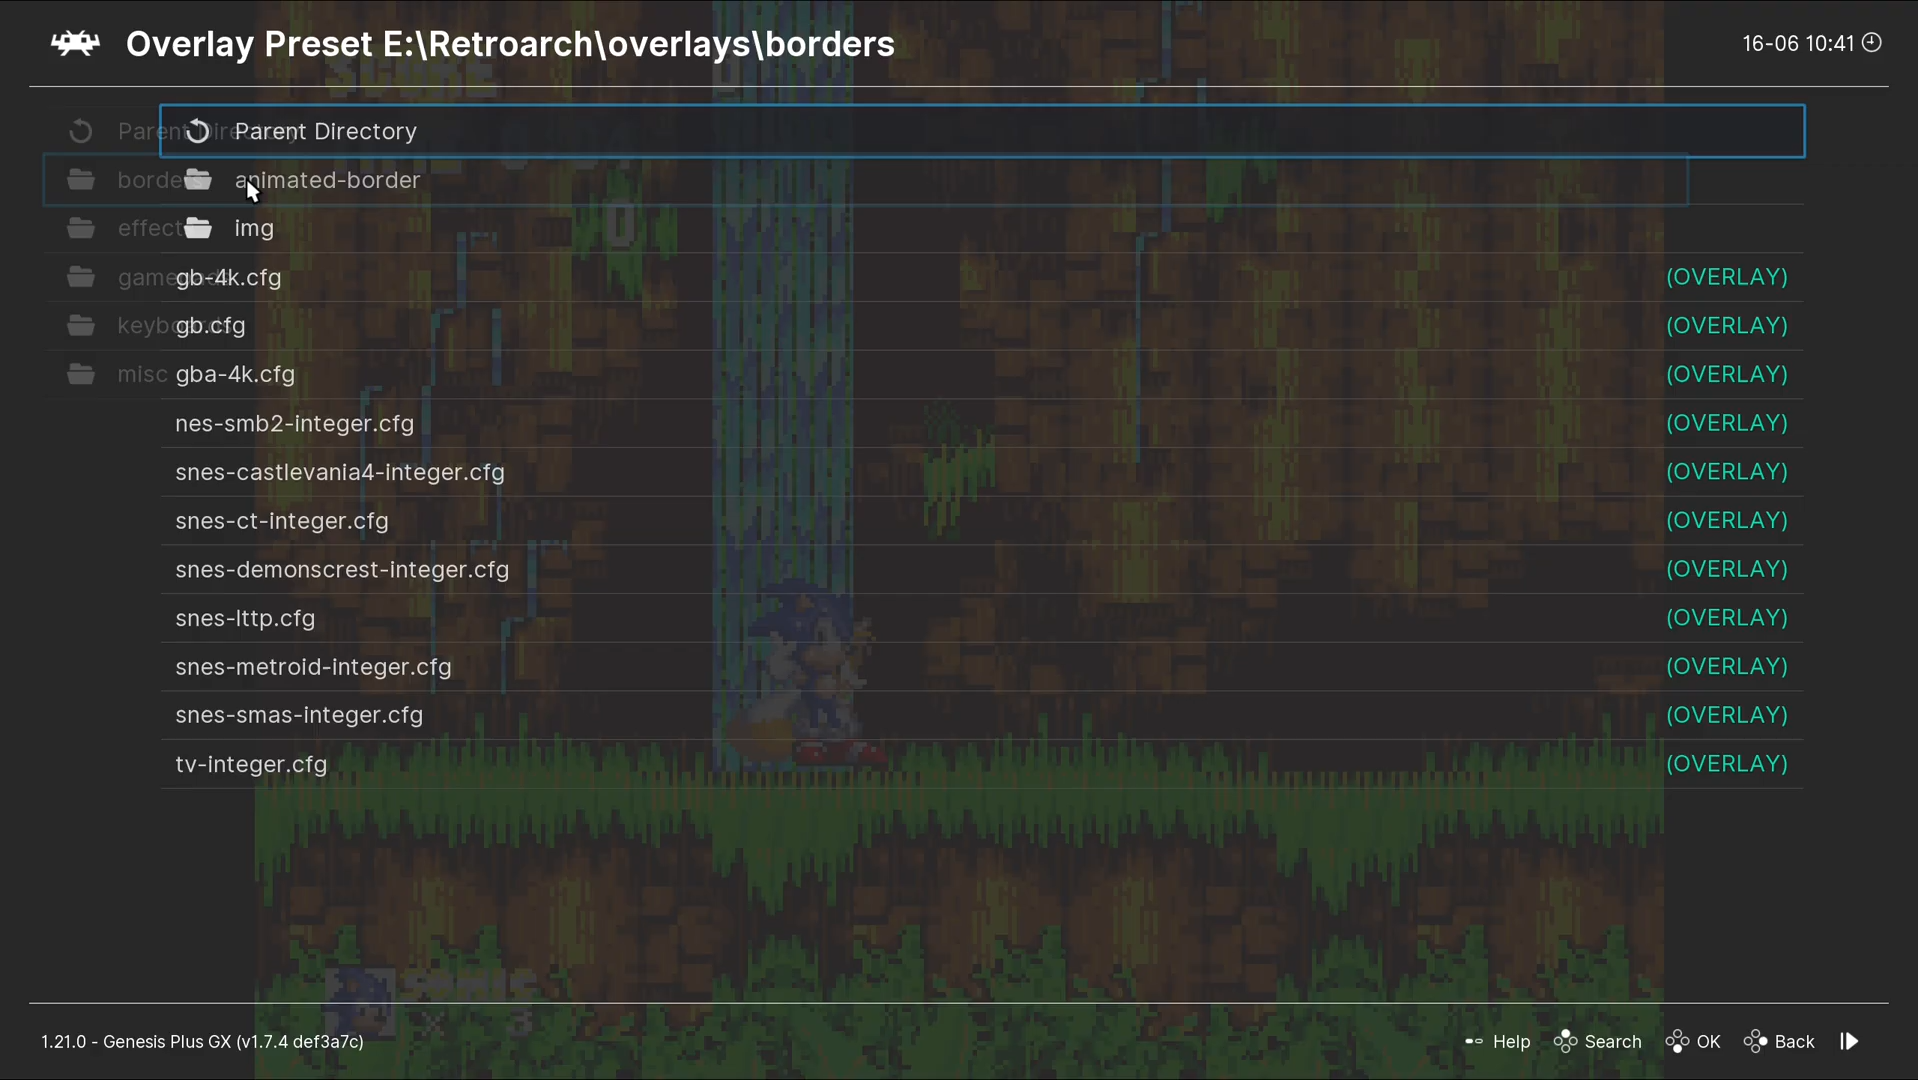 Overlay Preset E:\Retroarch\overlays\borders
16-06 10:41
Parent Directory
animated-border
img
gb-4k.cfg (OVERLAY)
gb.cfg (OVERLAY)
gba-4k.cfg (OVERLAY)
misc
nes-smb2-integer.cfg (OVERLAY)
snes-castlevania4-integer.cfg (OVERLAY)
snes-ct-integer.cfg (OVERLAY)
snes-demonscrest-integer.cfg (OVERLAY)
snes-lttp.cfg (OVERLAY)
snes-metroid-integer.cfg (OVERLAY)
snes-smas-integer.cfg (OVERLAY)
tv-integer.cfg (OVERLAY)
1.21.0 - Genesis Plus GX (v1.7.4 def3a7c)
Help Search OK Back